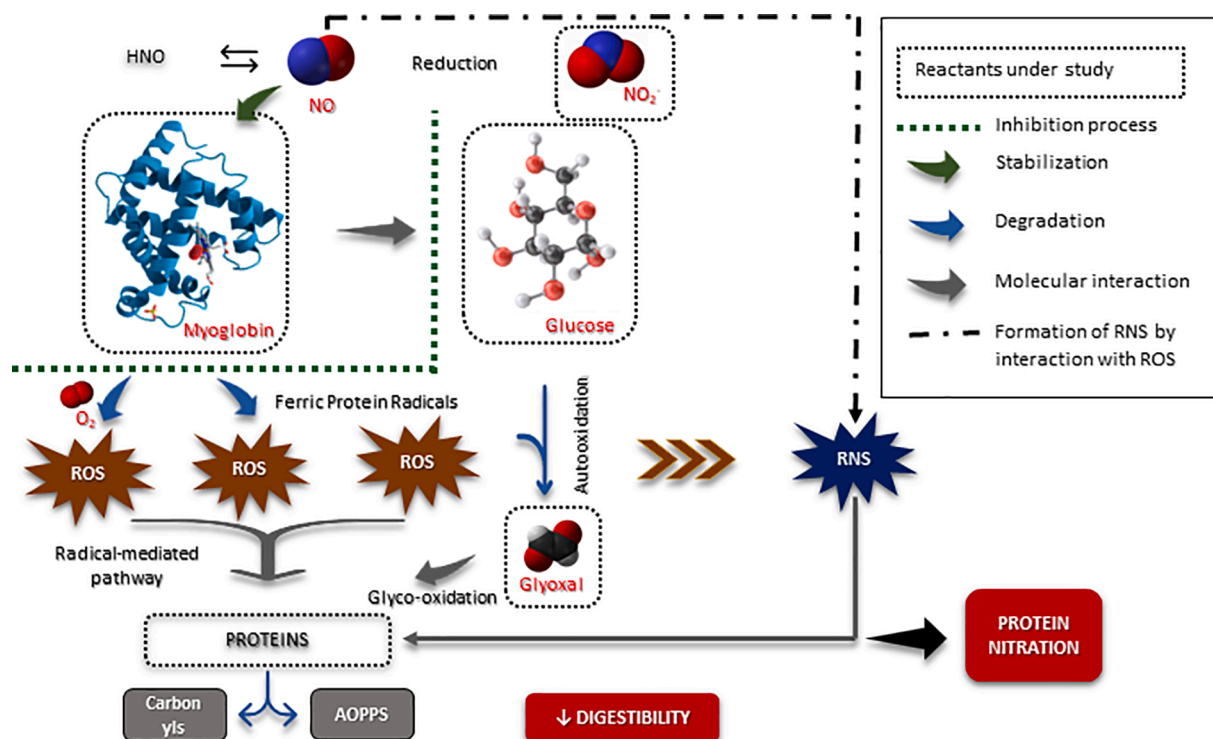 HNO
NO
Reduction
NO₂⁻
Myoglobin
Glucose
Reactants under study
Inhibition process
Stabilization
Degradation
Molecular interaction
Formation of RNS by
interaction with ROS
O₂
Ferric Protein Radicals
ROS
ROS
ROS
Autooxidation
RNS
Radical-mediated
pathway
Glyoxal
Glyco-oxidation
PROTEINS
PROTEIN
NITRATION
Carbon
yls
AOPPS
↓ DIGESTIBILITY